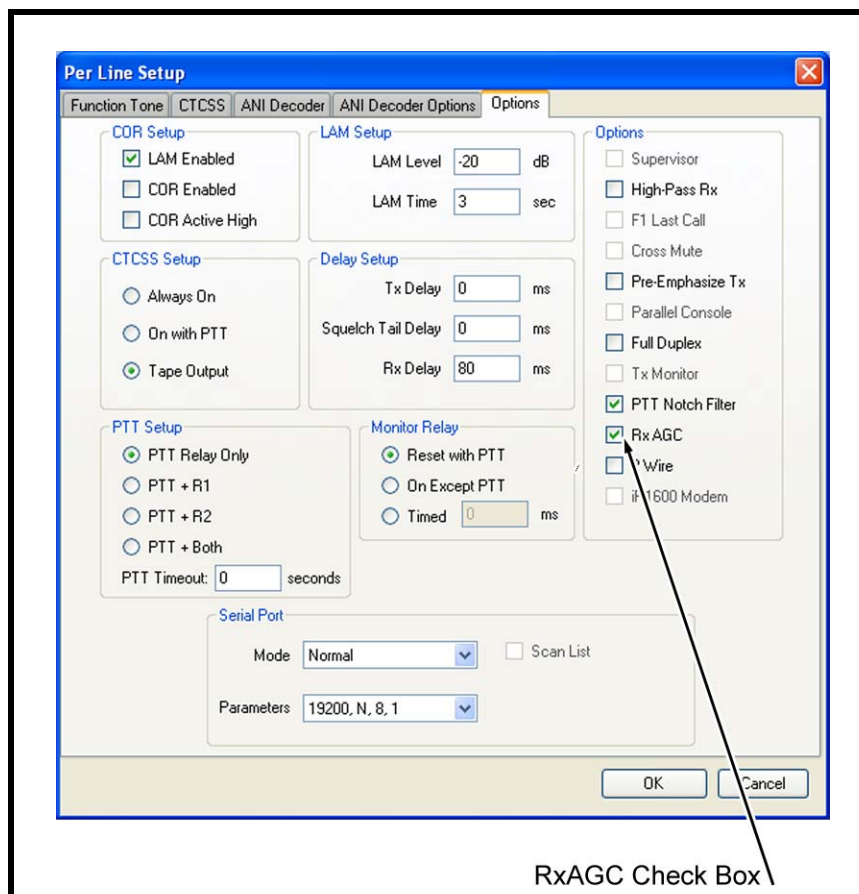 Per Line Setup
Function Tone CTCSS ANI Decoder ANI Decoder Options Options
COR Setup
LAM Enabled
COR Enabled
COR Active High
LAM Setup
LAM Level -20 dB
LAM Time 3 sec
CTCSS Setup
Always On
On with PTT
Tape Output
Delay Setup
Tx Delay 0 ms
Squelch Tail Delay 0 ms
Rx Delay 80 ms
PTT Setup
PTT Relay Only
PTT + R1
PTT + R2
PTT + Both
PTT Timeout: 0 seconds
Monitor Relay
Reset with PTT
On Except PTT
Timed 0 ms
Options
Supervisor
High-Pass Rx
F1 Last Call
Cross Mute
Pre-Emphasize Tx
Parallel Console
Full Duplex
Tx Monitor
PTT Notch Filter
Rx AGC
Wire
1600 Modem
Serial Port
Mode Normal
Scan List
Parameters 19200, N, 8, 1
OK Cancel
RxAGC Check Box